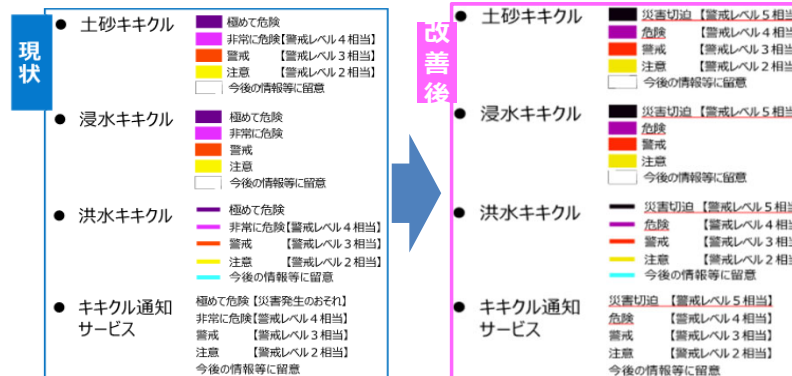 現状
● 土砂キキクル
極めて危険
非常に危険【警戒レベル4相当】
警戒 【警戒レベル3相当】
注意 【警戒レベル2相当】
今後の情報等に留意
● 浸水キキクル
極めて危険
非常に危険
警戒
注意
今後の情報等に留意
● 洪水キキクル
極めて危険
非常に危険【警戒レベル4相当】
警戒 【警戒レベル3相当】
注意 【警戒レベル2相当】
今後の情報等に留意
● キキクル通知
サービス
極めて危険【災害発生のおそれ】
非常に危険【警戒レベル4相当】
警戒 【警戒レベル3相当】
注意 【警戒レベル2相当】
今後の情報等に留意
改善後
● 土砂キキクル
災害切迫 【警戒レベル5相当
危険 【警戒レベル4相当
警戒 【警戒レベル3相当
注意 【警戒レベル2相当
今後の情報等に留意
● 浸水キキクル
災害切迫 【警戒レベル5相当
危険
警戒
注意
今後の情報等に留意
● 洪水キキクル
災害切迫 【警戒レベル5相当
危険 【警戒レベル4相当
警戒 【警戒レベル3相当
注意 【警戒レベル2相当
今後の情報等に留意
● キキクル通知
サービス
災害切迫 【警戒レベル5相当】
危険 【警戒レベル4相当】
警戒 【警戒レベル3相当】
注意 【警戒レベル2相当】
今後の情報等に留意